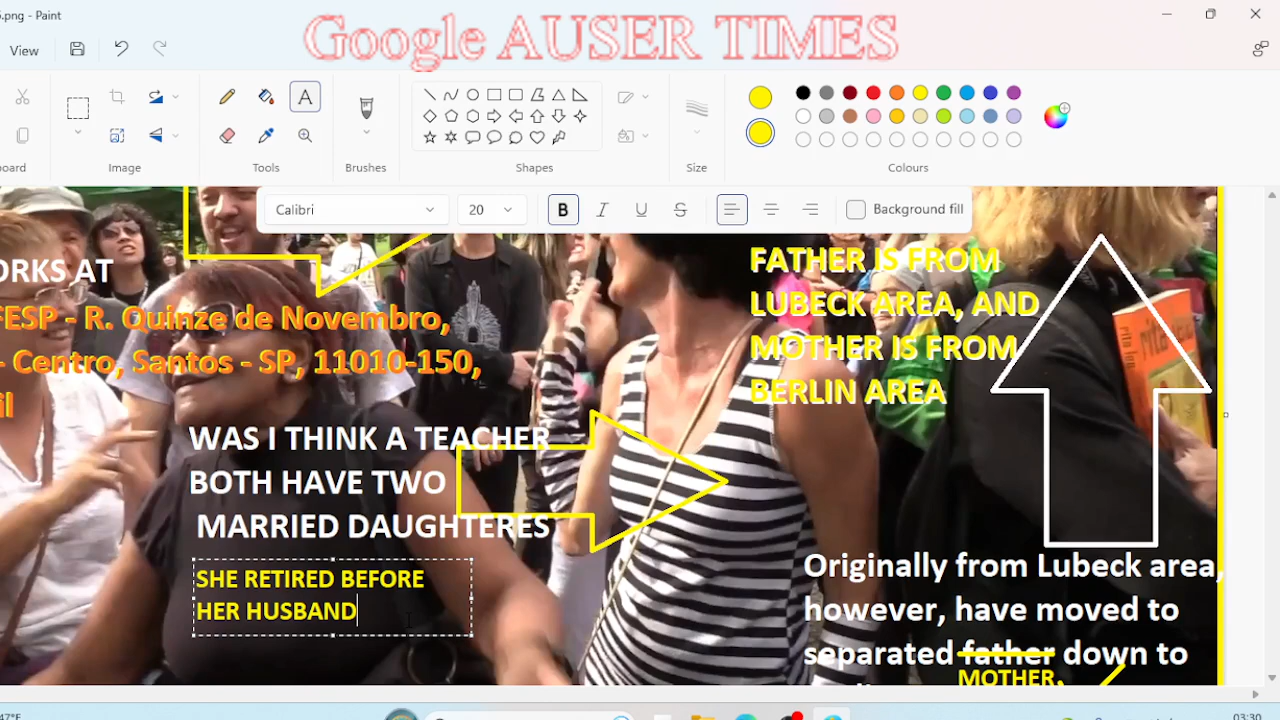 .png - Paint
Google AUSER TIMES
View
Image
Tools
Brushes
Shapes
Size
Colours
Calibri
20
B I U S
Background fill
FATHER IS FROM
LUBECK AREA, AND
MOTHER IS FROM
BERLIN AREA
ORKS AT
FESP - R. Quinze de Novembro,
- Centro, Santos - SP, 11010-150,
il
WAS I THINK A TEACHER
BOTH HAVE TWO
MARRIED DAUGHTERES
SHE RETIRED BEFORE
HER HUSBAND
Originally from Lubeck area,
however, have moved to
separated father down to
MOTHER,
rita lee
47°F
03:30